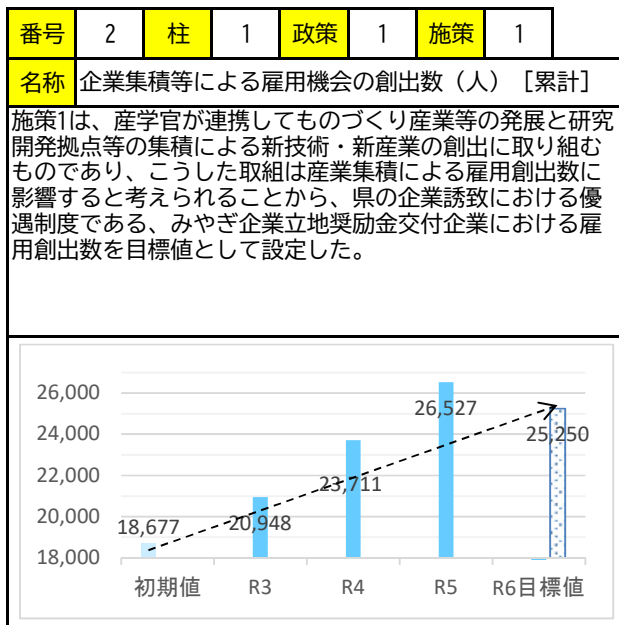 番号 2 柱 1 政策 1 施策 1
名称 企業集積等による雇用機会の創出数（人）［累計］
施策1は、産学官が連携してものづくり産業等の発展と研究
開発拠点等の集積による新技術・新産業の創出に取り組む
ものであり、こうした取組は産業集積による雇用創出数に
影響すると考えられることから、県の企業誘致における優
遇制度である、みやぎ企業立地奨励金交付企業における雇
用創出数を目標値として設定した。
26,000
24,000
22,000
20,000
18,000
18,677
20,948
23,711
26,527
25,250
初期値 R3 R4 R5 R6目標値